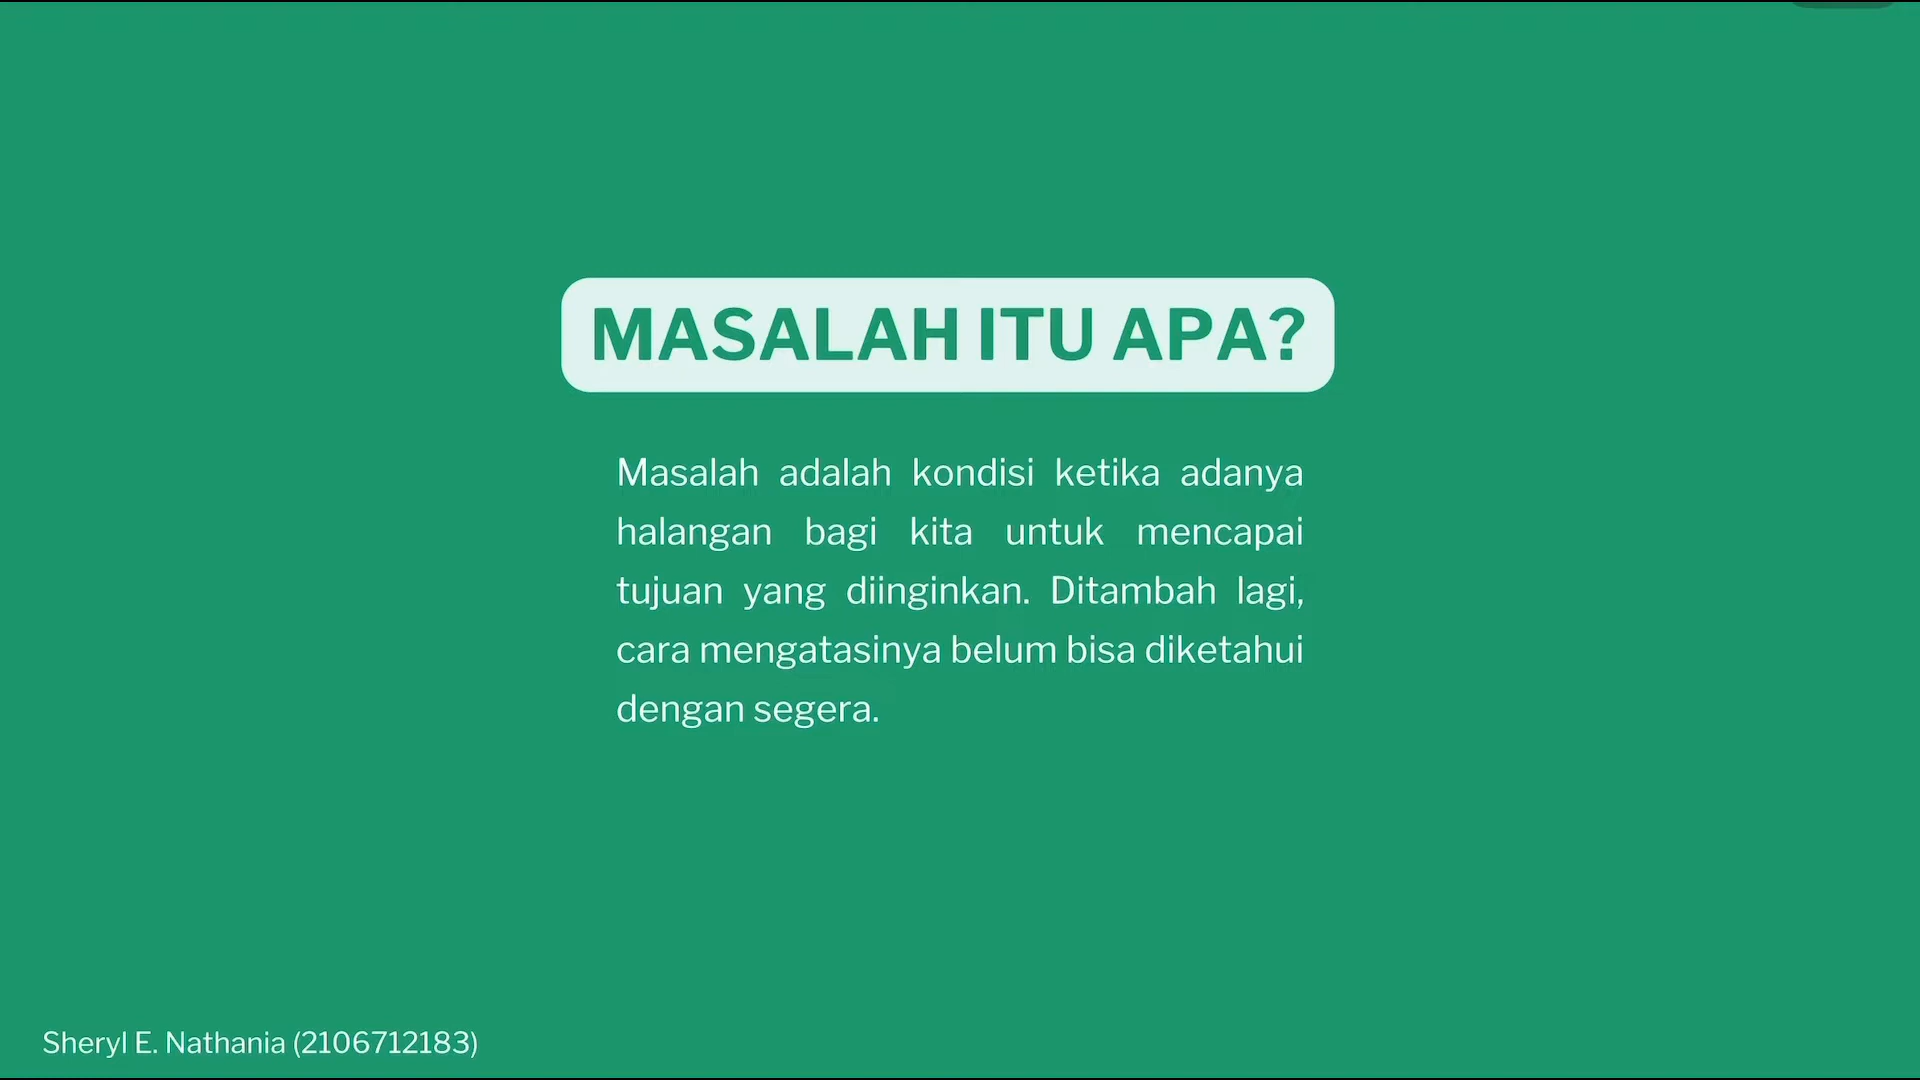 MASALAH ITU APA?
Masalah adalah kondisi ketika adanya
halangan bagi kita untuk mencapai
tujuan yang diinginkan. Ditambah lagi,
cara mengatasinya belum bisa diketahui
dengan segera.
Sheryl E. Nathania (2106712183)